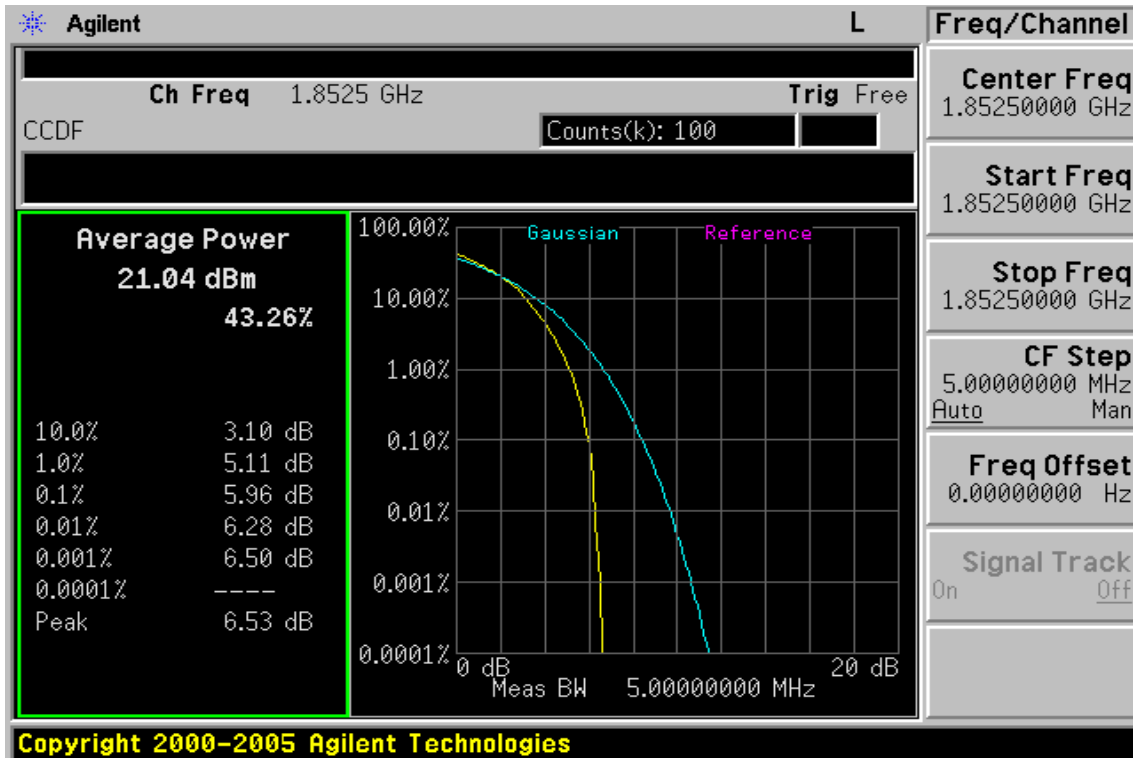 Agilent L Freq/Channel
Ch Freq 1.8525 GHz Trig Free
CCDF Counts(k): 100
Average Power
21.04 dBm
43.26%
10.0% 3.10 dB
1.0% 5.11 dB
0.1% 5.96 dB
0.01% 6.28 dB
0.001% 6.50 dB
0.0001% ----
Peak 6.53 dB
Gaussian Reference
100.00%
10.00%
1.00%
0.10%
0.01%
0.001%
0.0001%
0 dB 20 dB
Meas BW 5.00000000 MHz
Center Freq
1.85250000 GHz
Start Freq
1.85250000 GHz
Stop Freq
1.85250000 GHz
CF Step
5.00000000 MHz
Auto Man
Freq Offset
0.00000000 Hz
Signal Track
On Off
Copyright 2000-2005 Agilent Technologies